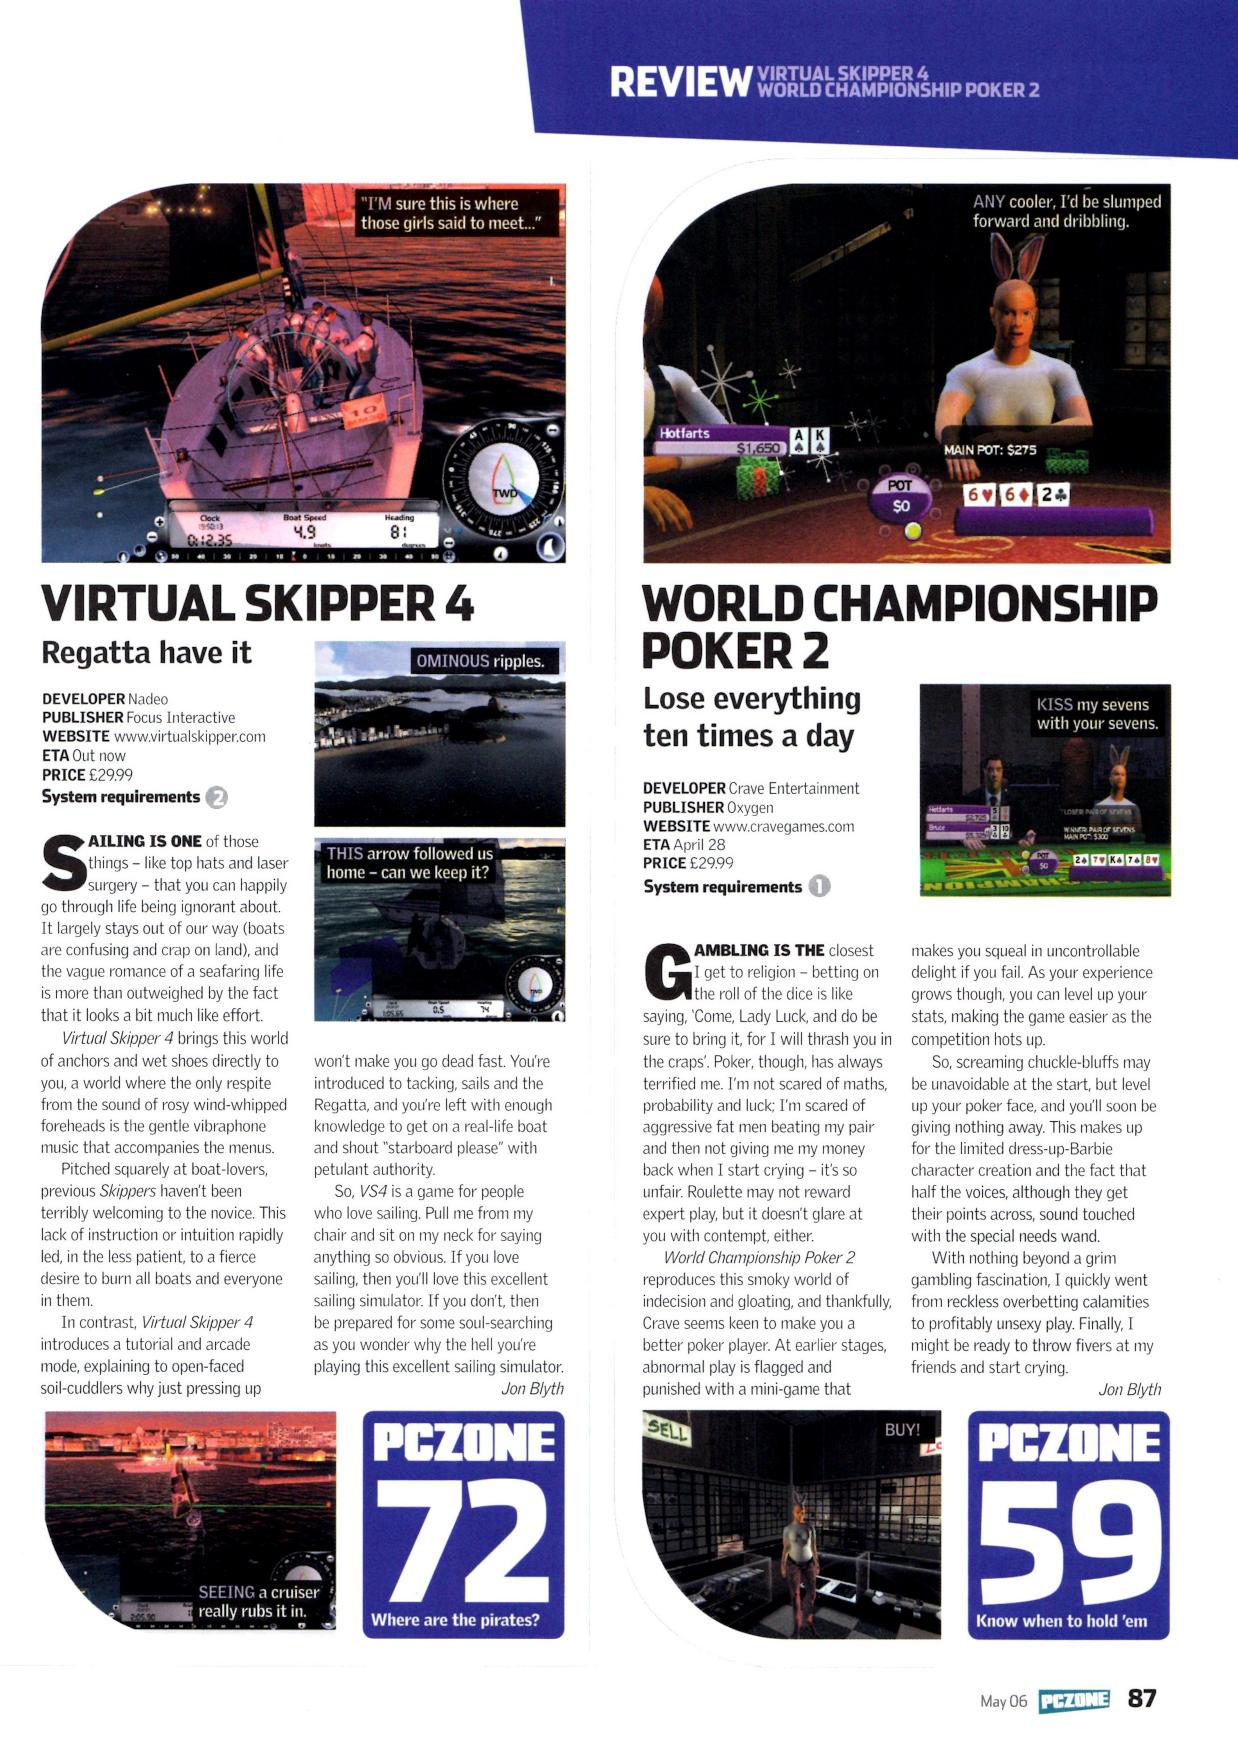 REVIEW VIRTUAL SKIPPER 4
WORLD CHAMPIONSHIP POKER 2
"I'M sure this is where
those girls said to meet..."
10
TWD
Clock
Boat Speed
Heading
0:12.35
4.9
81
knots
degrees
VIRTUAL SKIPPER 4
Regatta have it
DEVELOPER Nadeo
PUBLISHER Focus Interactive
WEBSITE www.virtualskipper.com
ETA Out now
PRICE £29.99
System requirements 2
OMINOUS ripples.
THIS arrow followed us
home – can we keep it?
0.5
74
SAILING IS ONE of those
things – like top hats and laser
surgery – that you can happily
go through life being ignorant about.
It largely stays out of our way (boats
are confusing and crap on land), and
the vague romance of a seafaring life
is more than outweighed by the fact
that it looks a bit much like effort.
Virtual Skipper 4 brings this world
of anchors and wet shoes directly to
you, a world where the only respite
from the sound of rosy wind-whipped
foreheads is the gentle vibraphone
music that accompanies the menus.
Pitched squarely at boat-lovers,
previous Skippers haven't been
terribly welcoming to the novice. This
lack of instruction or intuition rapidly
led, in the less patient, to a fierce
desire to burn all boats and everyone
in them.
In contrast, Virtual Skipper 4
introduces a tutorial and arcade
mode, explaining to open-faced
soil-cuddlers why just pressing up
won't make you go dead fast. You're
introduced to tacking, sails and the
Regatta, and you're left with enough
knowledge to get on a real-life boat
and shout "starboard please" with
petulant authority.
So, VS4 is a game for people
who love sailing. Pull me from my
chair and sit on my neck for saying
anything so obvious. If you love
sailing, then you'll love this excellent
sailing simulator. If you don't, then
be prepared for some soul-searching
as you wonder why the hell you're
playing this excellent sailing simulator.
Jon Blyth
SEEING a cruiser
really rubs it in.
PCZONE
72
Where are the pirates?
ANY cooler, I'd be slumped
forward and dribbling.
Hotfarts
$1,650
A K
MAIN POT: $275
POT
$0
6♥ 6♦ 2♣
WORLD CHAMPIONSHIP
POKER 2
Lose everything
ten times a day
DEVELOPER Crave Entertainment
PUBLISHER Oxygen
WEBSITE www.cravegames.com
ETA April 28
PRICE £29.99
System requirements 1
KISS my sevens
with your sevens.
Hotfarts
Bruce
LOSER: PAIR OF SEVENS
WINNER: PAIR OF SEVENS
MAIN POT: $300
POT
$0
GAMBLING IS THE closest
I get to religion – betting on
the roll of the dice is like
saying, 'Come, Lady Luck, and do be
sure to bring it, for I will thrash you in
the craps'. Poker, though, has always
terrified me. I'm not scared of maths,
probability and luck; I'm scared of
aggressive fat men beating my pair
and then not giving me my money
back when I start crying – it's so
unfair. Roulette may not reward
expert play, but it doesn't glare at
you with contempt, either.
World Championship Poker 2
reproduces this smoky world of
indecision and gloating, and thankfully,
Crave seems keen to make you a
better poker player. At earlier stages,
abnormal play is flagged and
punished with a mini-game that
makes you squeal in uncontrollable
delight if you fail. As your experience
grows though, you can level up your
stats, making the game easier as the
competition hots up.
So, screaming chuckle-bluffs may
be unavoidable at the start, but level
up your poker face, and you'll soon be
giving nothing away. This makes up
for the limited dress-up-Barbie
character creation and the fact that
half the voices, although they get
their points across, sound touched
with the special needs wand.
With nothing beyond a grim
gambling fascination, I quickly went
from reckless overbetting calamities
to profitably unsexy play. Finally, I
might be ready to throw fivers at my
friends and start crying.
Jon Blyth
SELL
BUY!
PCZONE
59
Know when to hold 'em
May 06 PCZONE 87